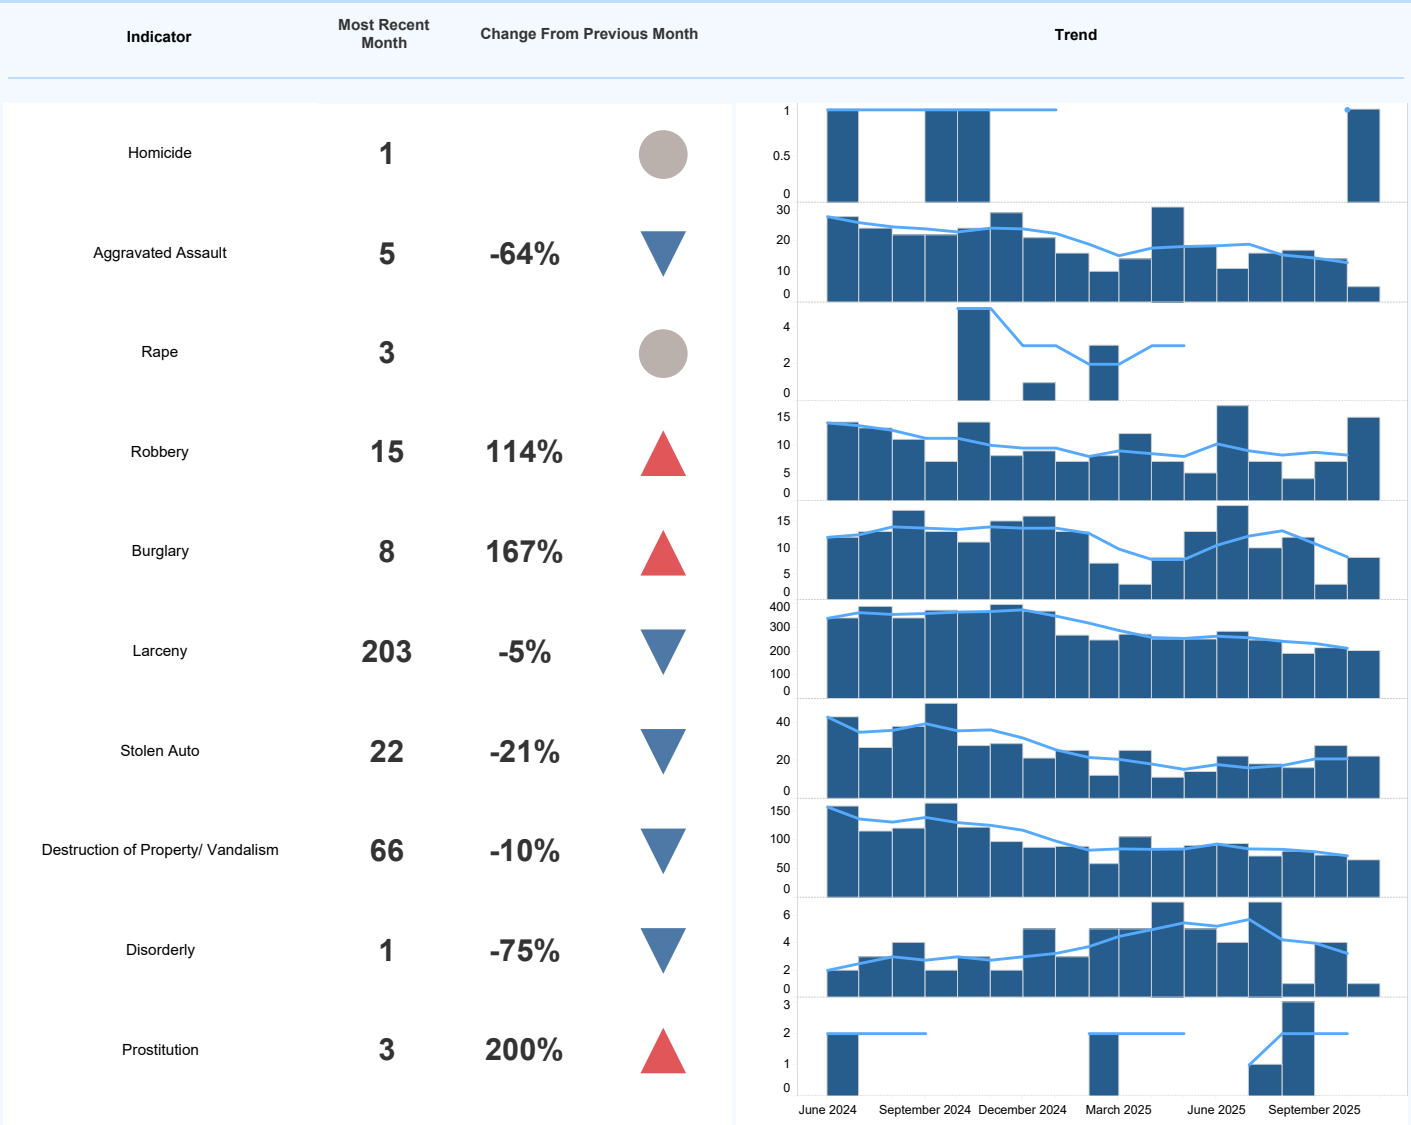 Indicator
Most Recent
Month
Change From Previous Month
Trend
Homicide
1
1
0.5
0
Aggravated Assault
5
-64%
30
20
10
0
Rape
3
4
2
0
Robbery
15
114%
15
10
5
0
Burglary
8
167%
15
10
5
0
Larceny
203
-5%
400
300
200
100
0
Stolen Auto
22
-21%
40
20
0
Destruction of Property/ Vandalism
66
-10%
150
100
50
0
Disorderly
1
-75%
6
4
2
0
Prostitution
3
200%
3
2
1
0
June 2024
September 2024
December 2024
March 2025
June 2025
September 2025